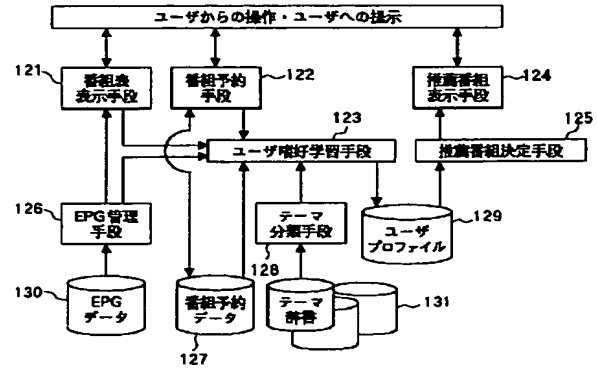 ユーザからの操作・ユーザへの提示
121
番組表
表示手段
番組予約
手段
122
推薦番組
表示手段
124
123
ユーザ嗜好学習手段
125
推薦番組決定手段
126
EPG管理
手段
テーマ
分類手段
128
ユーザ
プロファイル
129
130
EPG
データ
番組予約
データ
127
テーマ
辞書
131